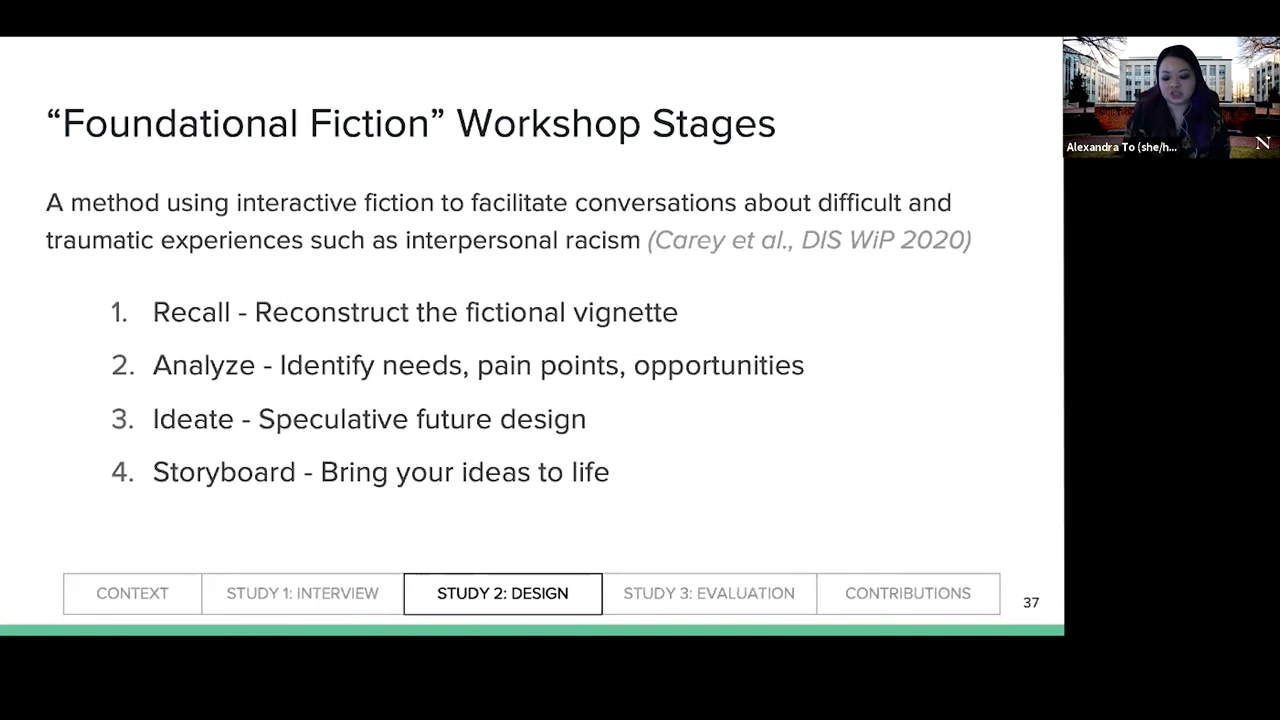 “Foundational Fiction” Workshop Stages
A method using interactive fiction to facilitate conversations about difficult and
traumatic experiences such as interpersonal racism (Carey et al., DIS WiP 2020)
1. Recall - Reconstruct the fictional vignette
2. Analyze - Identify needs, pain points, opportunities
3. Ideate - Speculative future design
4. Storyboard - Bring your ideas to life
CONTEXT STUDY 1: INTERVIEW STUDY 2: DESIGN STUDY 3: EVALUATION CONTRIBUTIONS
37
Alexandra To (she/h...
N